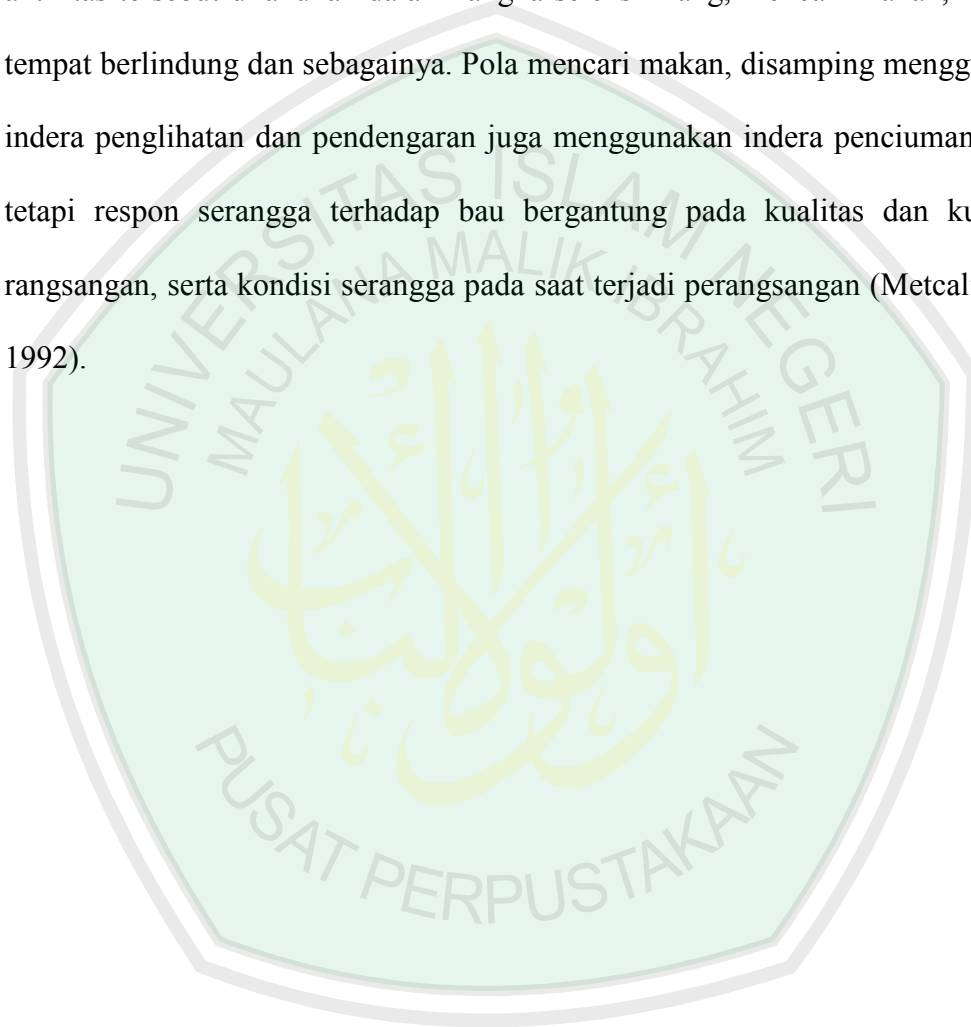 tempat berlindung dan sebagainya. Pola mencari makan, disamping mengg
indera penglihatan dan pendengaran juga menggunakan indera penciuman
tetapi respon serangga terhadap bau bergantung pada kualitas dan ku
rangsangan, serta kondisi serangga pada saat terjadi perangsangan (Metcal
1992).
UNIVERSITAS ISLAM NEGERI
MAULANA MALIK IBRAHIM
أولوا الألباب
PUSAT PERPUSTAKAAN